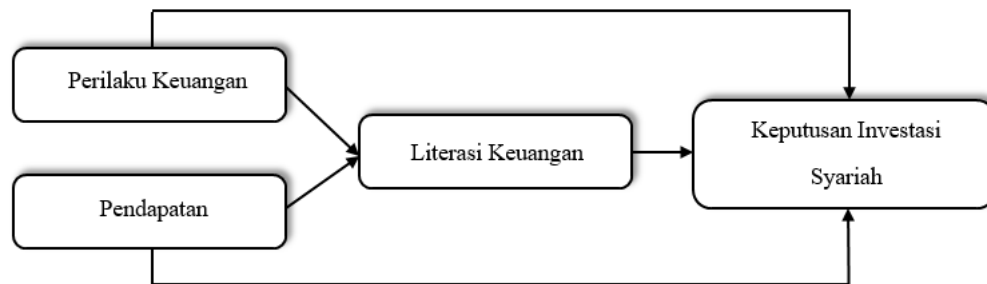 Perilaku Keuangan
Pendapatan
Literasi Keuangan
Keputusan Investasi
Syariah